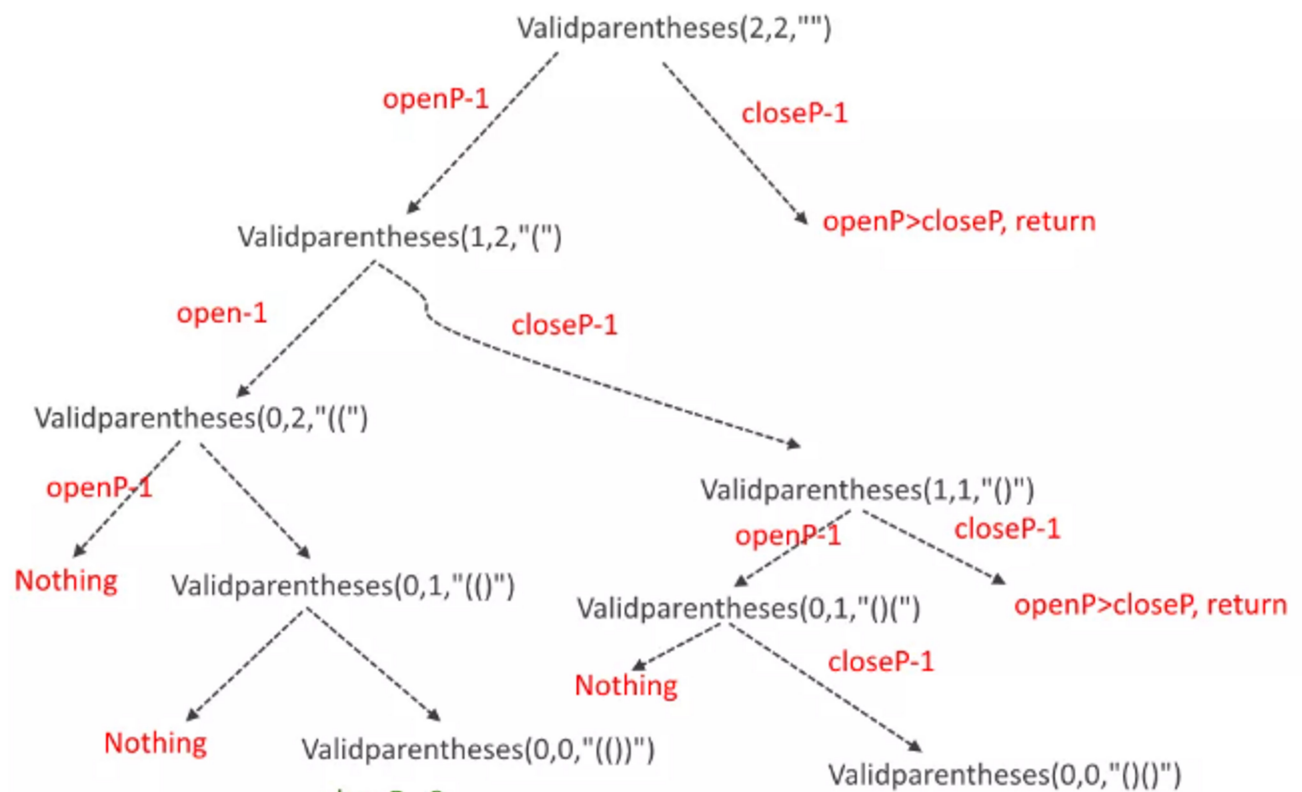 Validparentheses(2,2,"")
openP-1
closeP-1
openP>closeP, return
Validparentheses(1,2,"(")
open-1
closeP-1
Validparentheses(0,2,"((")
openP-1
Validparentheses(1,1,"()")
openP-1
closeP-1
Nothing
Validparentheses(0,1,"(()")
Validparentheses(0,1,"()(")
openP>closeP, return
closeP-1
Nothing
Nothing
Validparentheses(0,0,"(())")
Validparentheses(0,0,"()()")